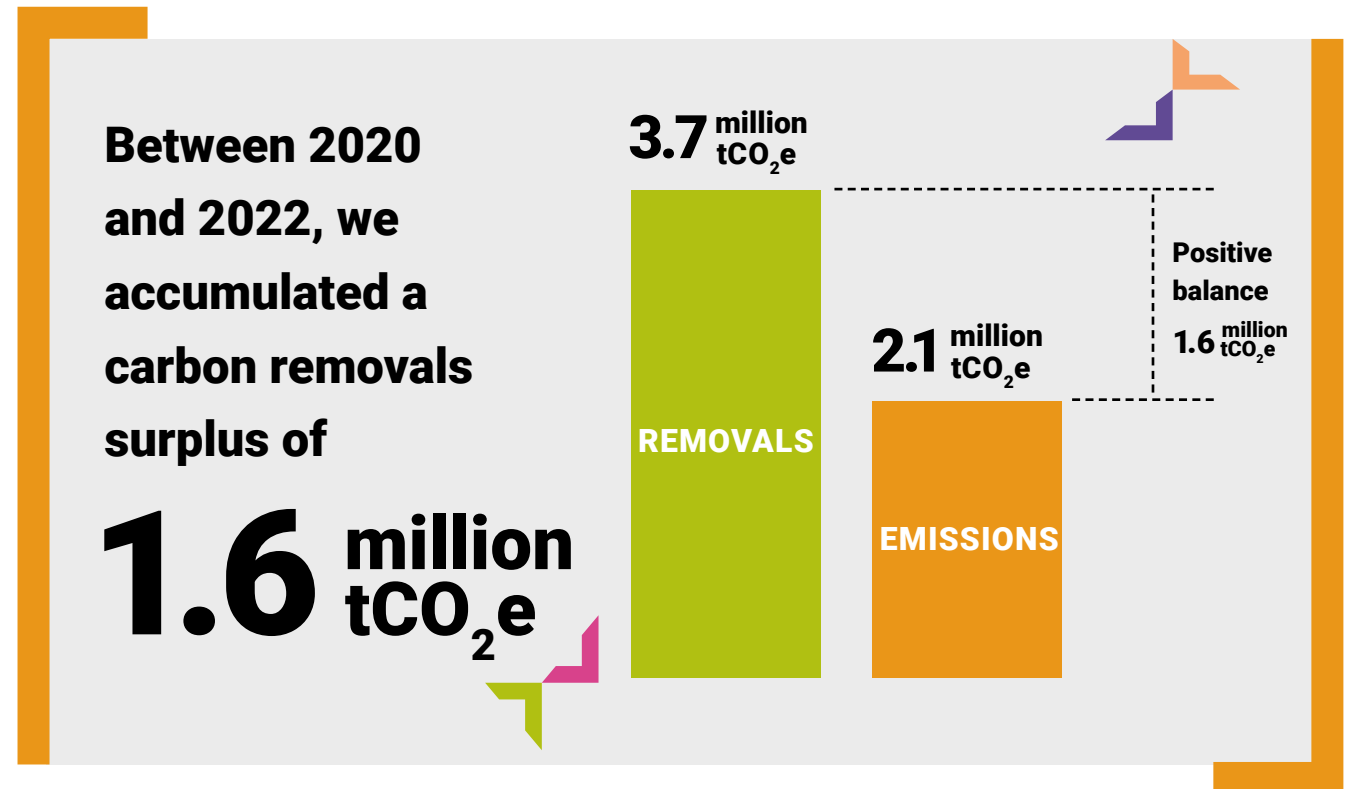 Between 2020
and 2022, we
accumulated a
carbon removals
surplus of
1.6 million
tCO₂e
3.7 million
tCO₂e
REMOVALS
2.1 million
tCO₂e
EMISSIONS
Positive
balance
1.6 million
tCO₂e